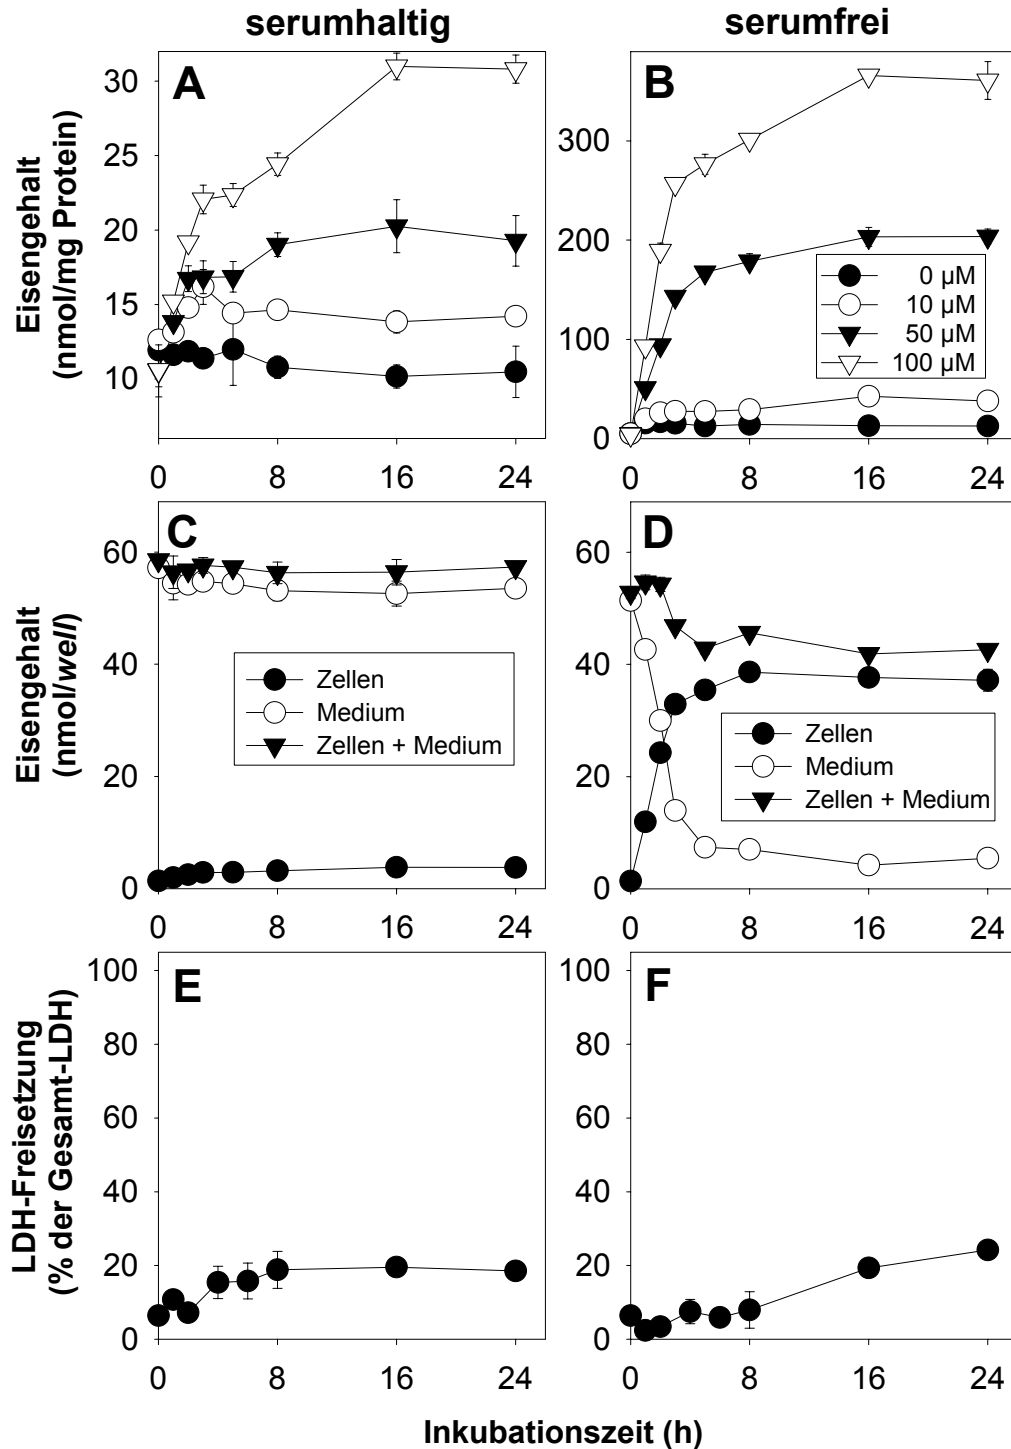 serumhaltig
serumfrei
A
B
Eisengehalt
(nmol/mg Protein)
30
25
20
15
10
300
200
100
0
0 µM
10 µM
50 µM
100 µM
0 8 16 24
0 8 16 24
C
D
Eisengehalt
(nmol/well)
60
40
20
0
60
40
20
0
Zellen
Medium
Zellen + Medium
Zellen
Medium
Zellen + Medium
0 8 16 24
0 8 16 24
E
F
LDH-Freisetzung
(% der Gesamt-LDH)
100
80
60
40
20
0
100
80
60
40
20
0
0 8 16 24
0 8 16 24
Inkubationszeit (h)